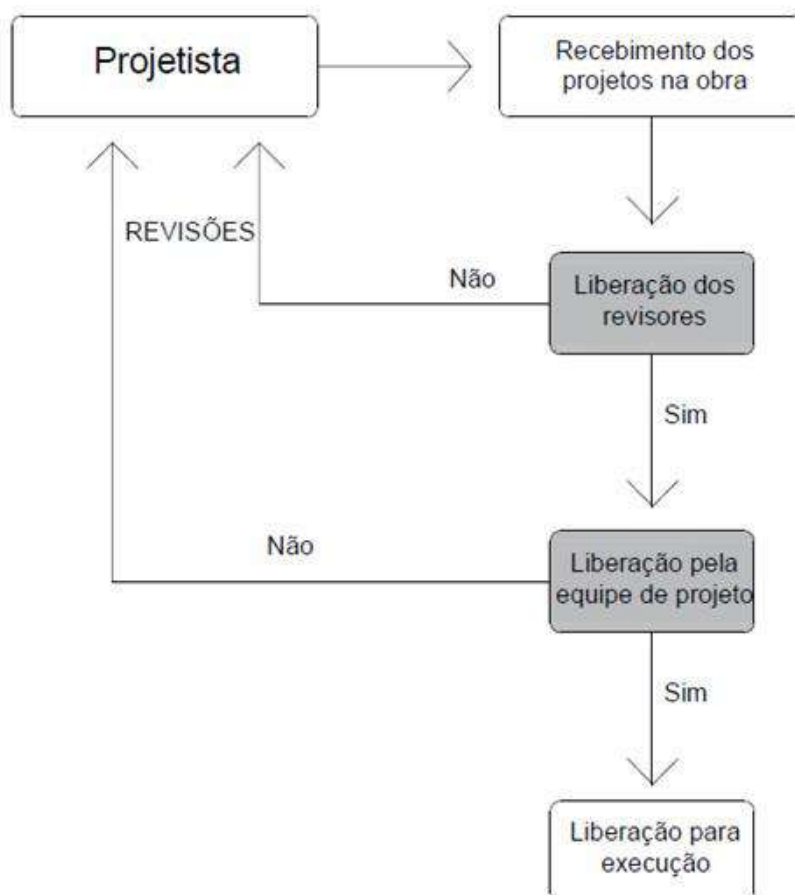 Projetista
Recebimento dos
projetos na obra
REVISÕES
Não
Liberação dos
revisores
Sim
Não
Liberação pela
equipe de projeto
Sim
Liberação para
execução